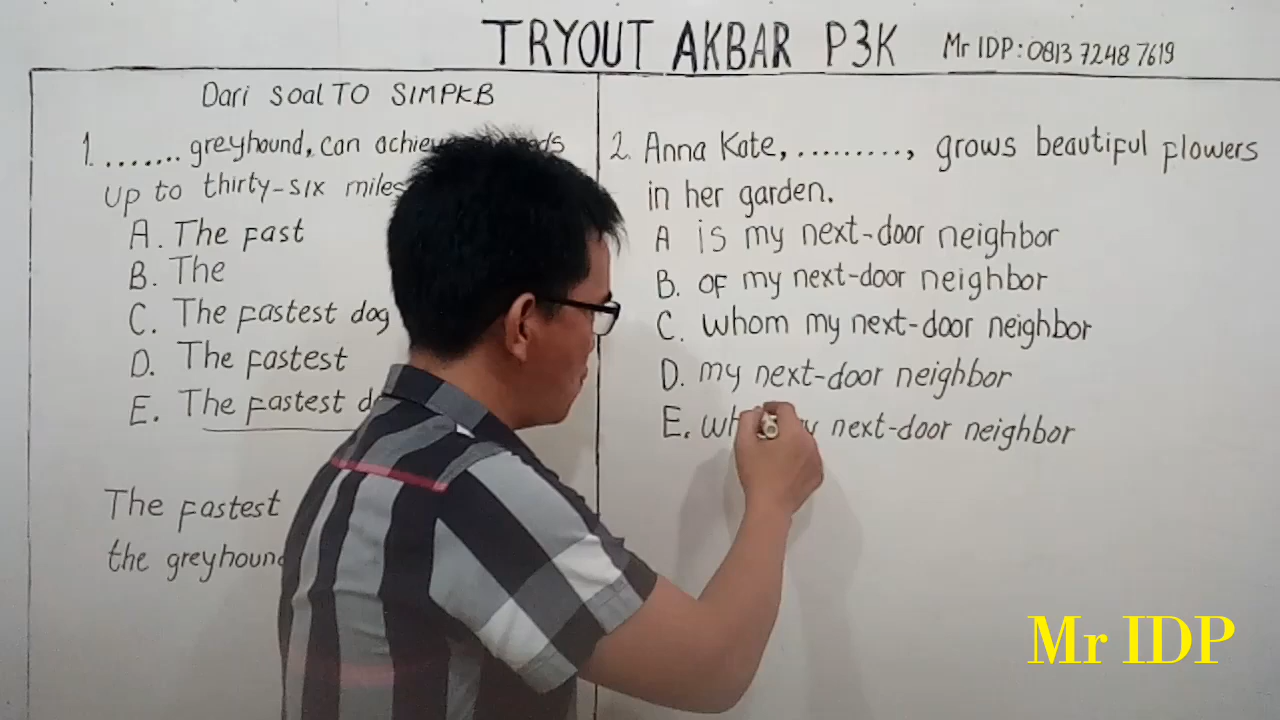 TRYOUT AKBAR P3K Mr IDP: 0813 7248 7619
Dari Soal TO SIMPKB
1. ....... greyhound, can
up to thirty-six miles
A. The fast
B. The
C. The fastest dog
D. The fastest
E. The fastest
The fastest
the greyhound
2. Anna Kate, .........., grows beautiful flowers
in her garden.
A is my next-door neighbor
B. of my next-door neighbor
C. whom my next-door neighbor
D. my next-door neighbor
E. next-door neighbor
Mr IDP